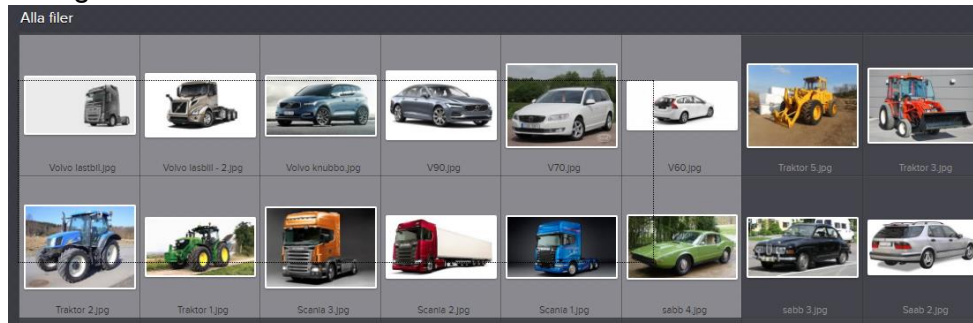 Alla filer
Volvo lastbil.jpg Volvo lasbill - 2.jpg Volvo knubbo.jpg V90.jpg V70.jpg V60.jpg Traktor 5.jpg Traktor 3.jpg
Traktor 2.jpg Traktor 1.jpg Scania 3.jpg Scania 2.jpg Scania 1.jpg sabb 4.jpg sabb 3.jpg Saab 2.jpg